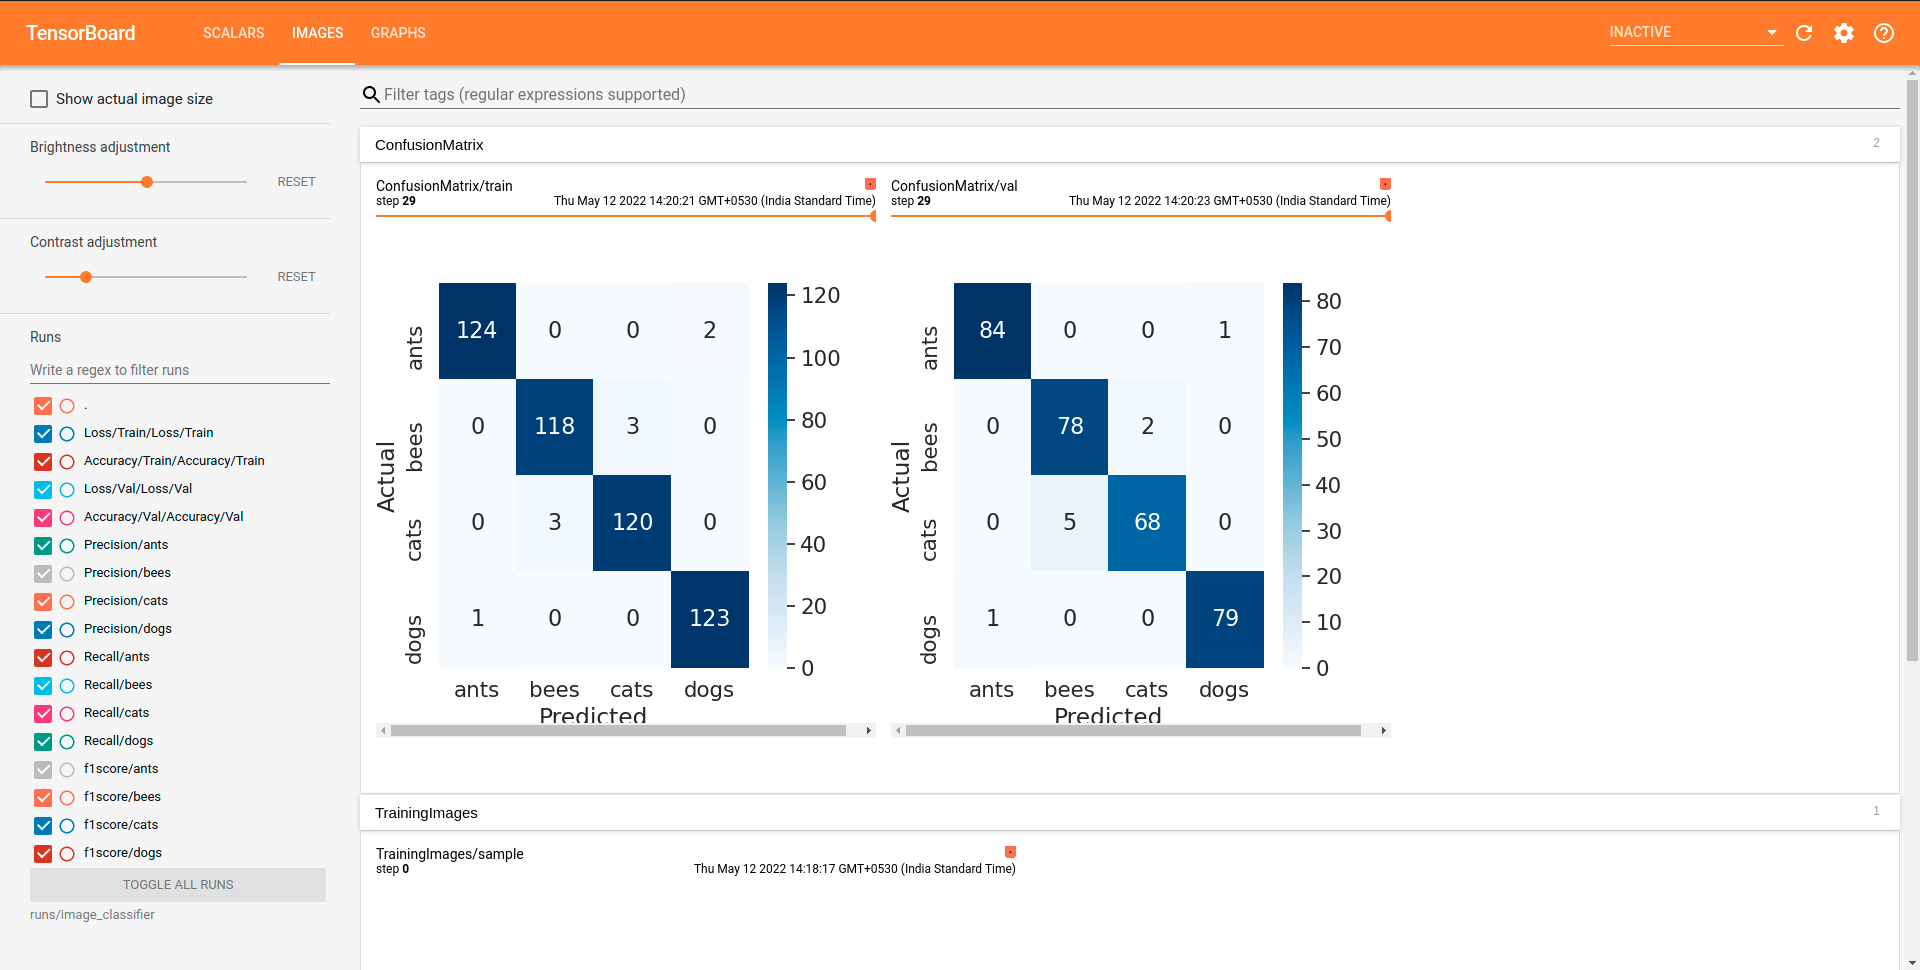 TensorBoard
SCALARS
IMAGES
GRAPHS
INACTIVE
Show actual image size
Brightness adjustment
RESET
Contrast adjustment
RESET
Runs
Write a regex to filter runs
.
Loss/Train/Loss/Train
Accuracy/Train/Accuracy/Train
Loss/Val/Loss/Val
Accuracy/Val/Accuracy/Val
Precision/ants
Precision/bees
Precision/cats
Precision/dogs
Recall/ants
Recall/bees
Recall/cats
Recall/dogs
f1score/ants
f1score/bees
f1score/cats
f1score/dogs
TOGGLE ALL RUNS
runs/image_classifier
Filter tags (regular expressions supported)
ConfusionMatrix 2
ConfusionMatrix/train
step 29 Thu May 12 2022 14:20:21 GMT+0530 (India Standard Time)
Actual
ants 124 0 0 2
bees 0 118 3 0
cats 0 3 120 0
dogs 1 0 0 123
ants bees cats dogs
Predicted
120
100
80
60
40
20
0
ConfusionMatrix/val
step 29 Thu May 12 2022 14:20:23 GMT+0530 (India Standard Time)
Actual
ants 84 0 0 1
bees 0 78 2 0
cats 0 5 68 0
dogs 1 0 0 79
ants bees cats dogs
Predicted
80
70
60
50
40
30
20
10
0
TrainingImages 1
TrainingImages/sample
step 0 Thu May 12 2022 14:18:17 GMT+0530 (India Standard Time)